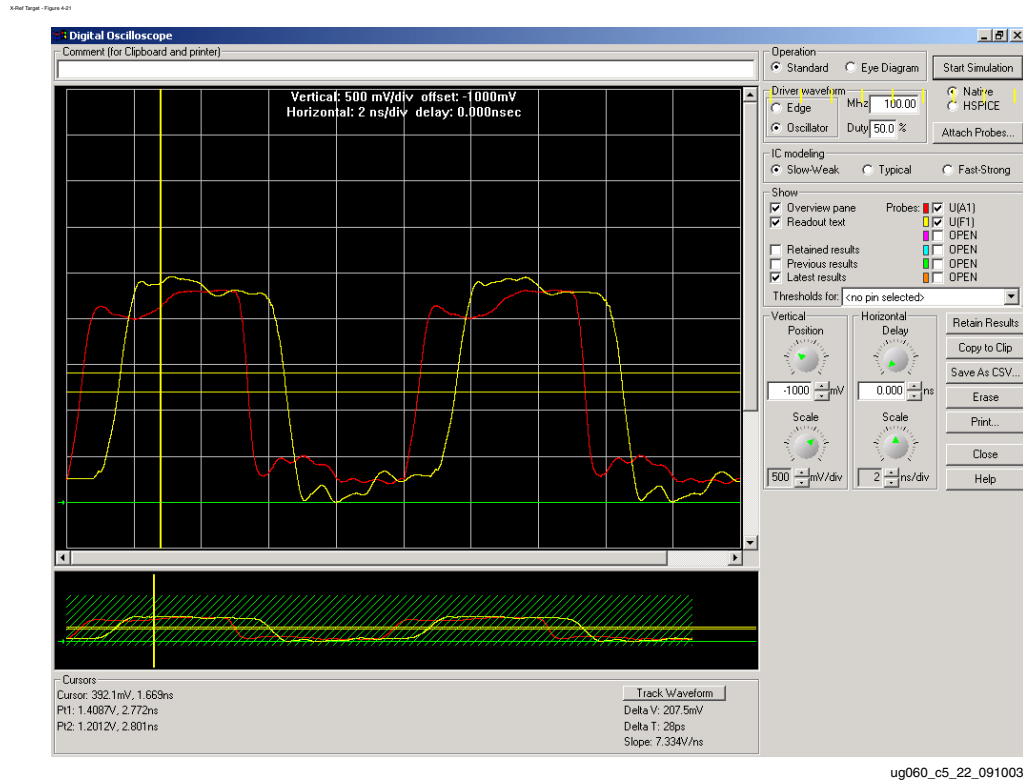 X-Ref Target - Figure 4-21
Digital Oscilloscope
Comment (for Clipboard and printer)
Vertical: 500 mV/div offset: -1000mV
Horizontal: 2 ns/div delay: 0.000nsec
Operation
Standard Eye Diagram
Start Simulation
Driver waveform
Edge
Oscillator
Mhz 100.00
Duty 50.0 %
Native
HSPICE
Attach Probes...
IC modeling
Slow-Weak Typical Fast-Strong
Show
Overview pane Probes: U(A1)
Readout text U(F1)
OPEN
Retained results OPEN
Previous results OPEN
Latest results OPEN
Thresholds for: <no pin selected>
Vertical
Position
-1000 mV
Scale
500 mV/div
Horizontal
Delay
0.000 ns
Scale
2 ns/div
Retain Results
Copy to Clip
Save As CSV...
Erase
Print...
Close
Help
Cursors
Cursor: 392.1mV, 1.669ns
Pt1: 1.4087V, 2.772ns
Pt2: 1.2012V, 2.801ns
Track Waveform
Delta V: 207.5mV
Delta T: 28ps
Slope: 7.334V/ns
ug060_c5_22_091003